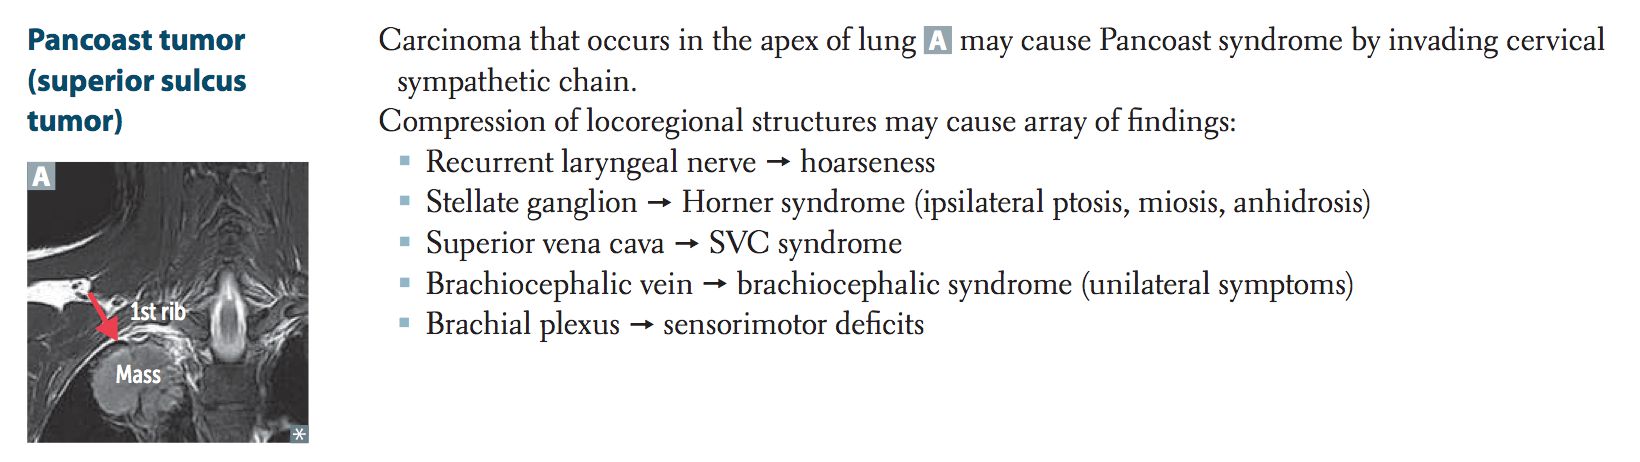 Pancoast tumor
(superior sulcus
tumor)
Carcinoma that occurs in the apex of lung A may cause Pancoast syndrome by invading cervical
sympathetic chain.
Compression of locoregional structures may cause array of findings:
▪ Recurrent laryngeal nerve → hoarseness
▪ Stellate ganglion → Horner syndrome (ipsilateral ptosis, miosis, anhidrosis)
▪ Superior vena cava → SVC syndrome
▪ Brachiocephalic vein → brachiocephalic syndrome (unilateral symptoms)
▪ Brachial plexus → sensorimotor deficits
A
1st rib
Mass
*